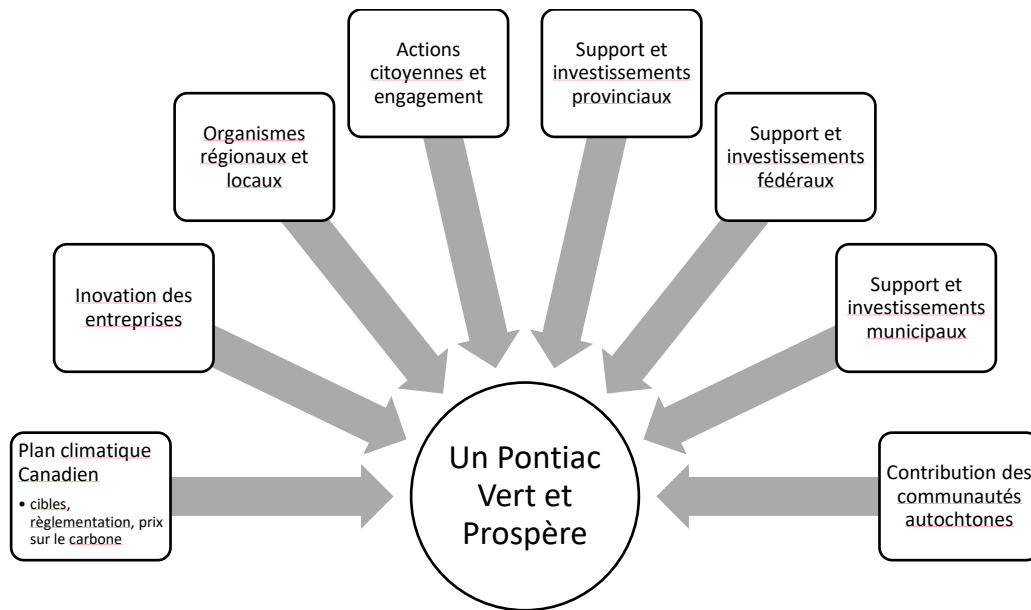 Plan climatique
Canadien
• cibles,
règlementation, prix
sur le carbone
Inovation des
entreprises
Organismes
régionaux et
locaux
Actions
citoyennes et
engagement
Support et
investissements
provinciaux
Support et
investissements
fédéraux
Support et
investissements
municipaux
Contribution des
communautés
autochtones
Un Pontiac
Vert et
Prospère